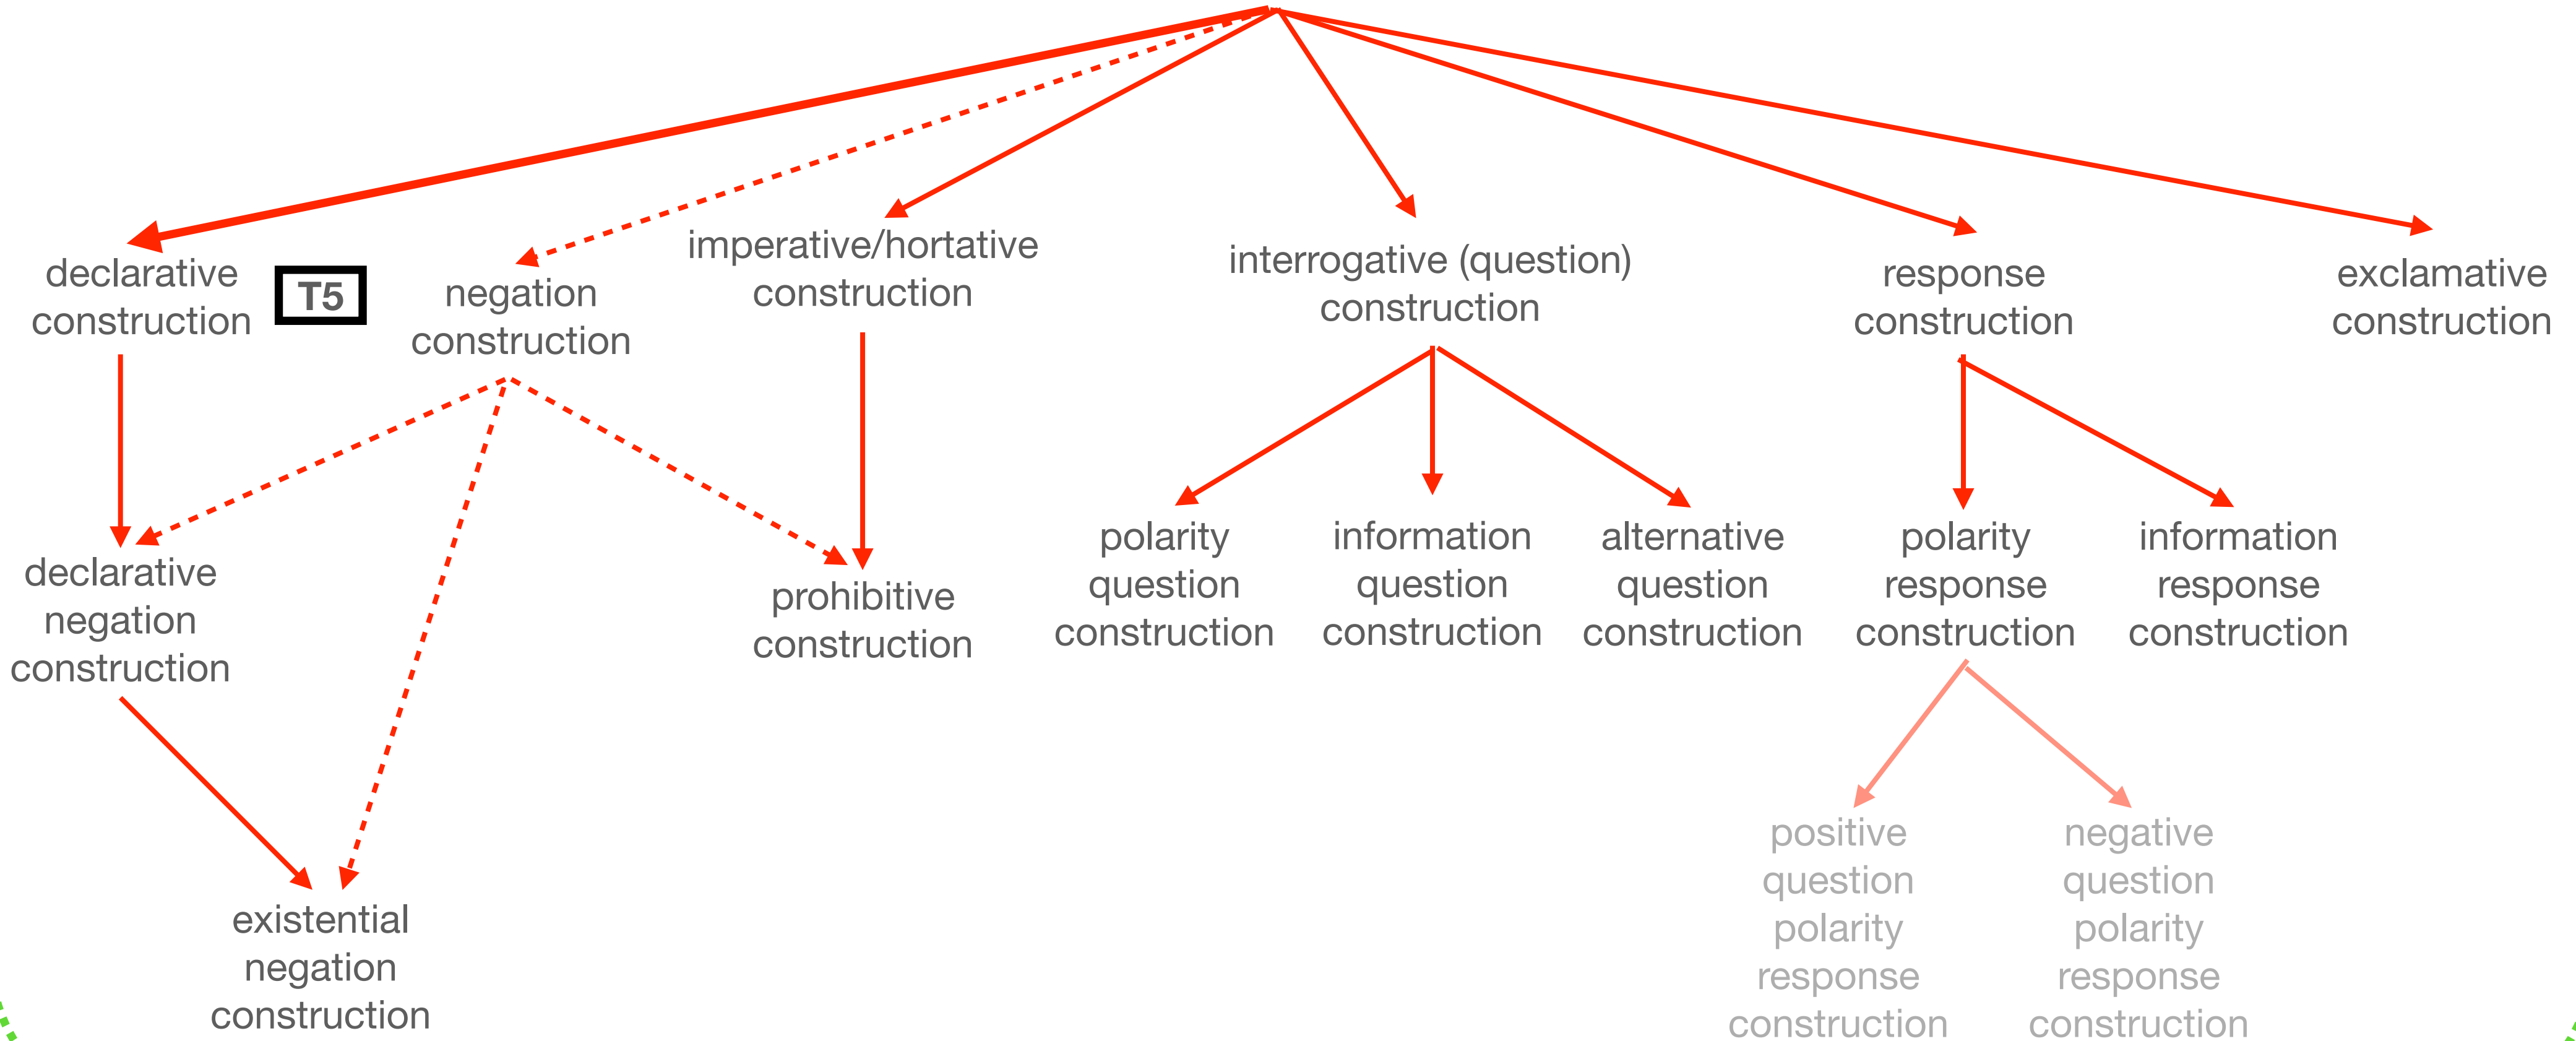 declarative
construction
T5
negation
construction
imperative/hortative
construction
interrogative (question)
construction
response
construction
exclamative
construction
declarative
negation
construction
prohibitive
construction
polarity
question
construction
information
question
construction
alternative
question
construction
polarity
response
construction
information
response
construction
existential
negation
construction
positive
question
polarity
response
construction
negative
question
polarity
response
construction